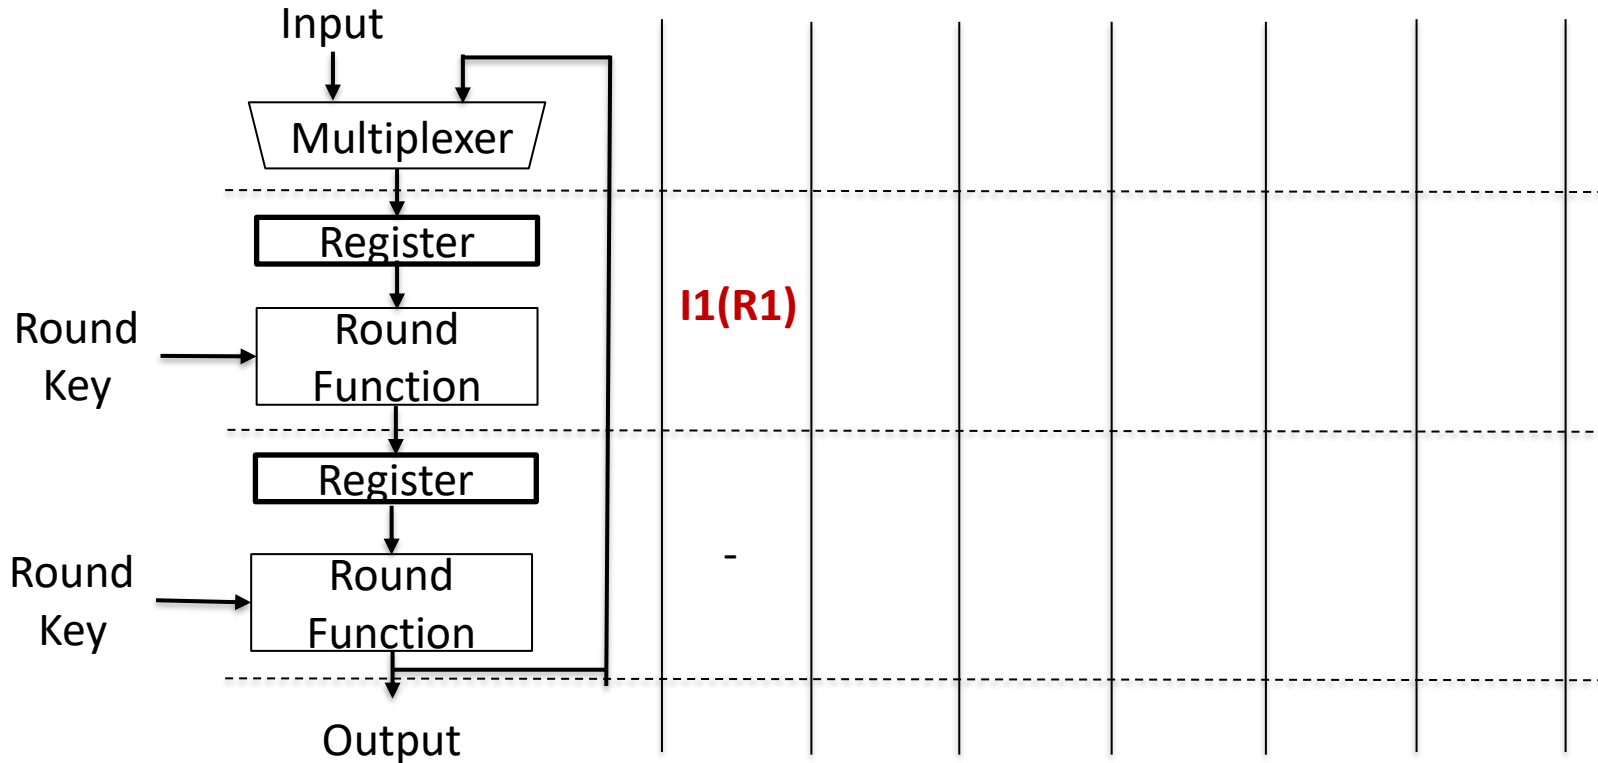 Input
Multiplexer
Register
I1(R1)
Round
Key
Round
Function
Register
-
Round
Key
Round
Function
Output